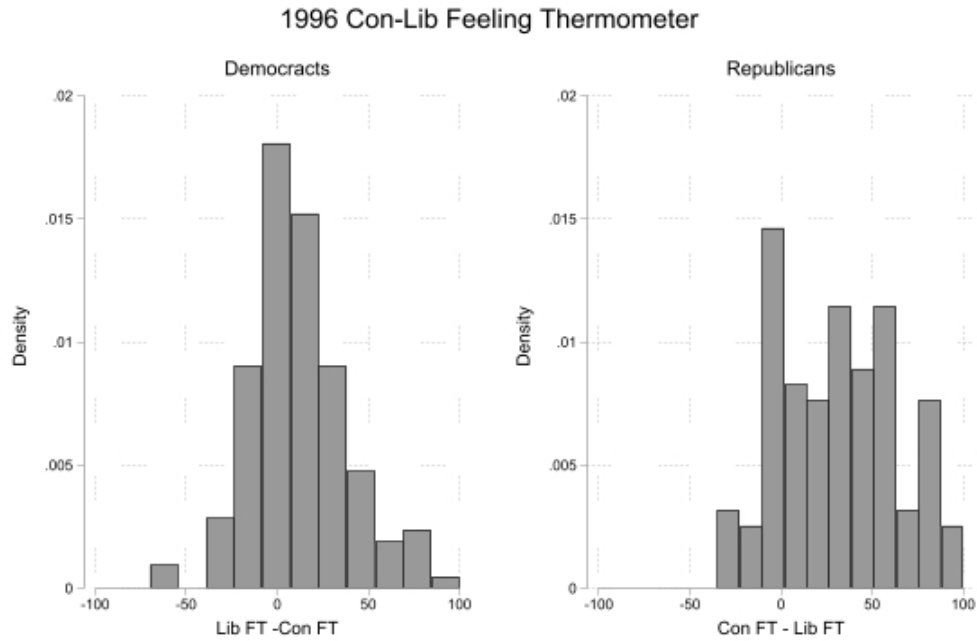 1996 Con-Lib Feeling Thermometer
Democracts
.02
.015
.01
.005
0
Density
-100 -50 0 50 100
Lib FT -Con FT
Republicans
.02
.015
.01
.005
0
Density
-100 -50 0 50 100
Con FT - Lib FT